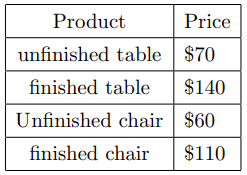 Product Price
unfinished table $70
finished table $140
Unfinished chair $60
finished chair $110